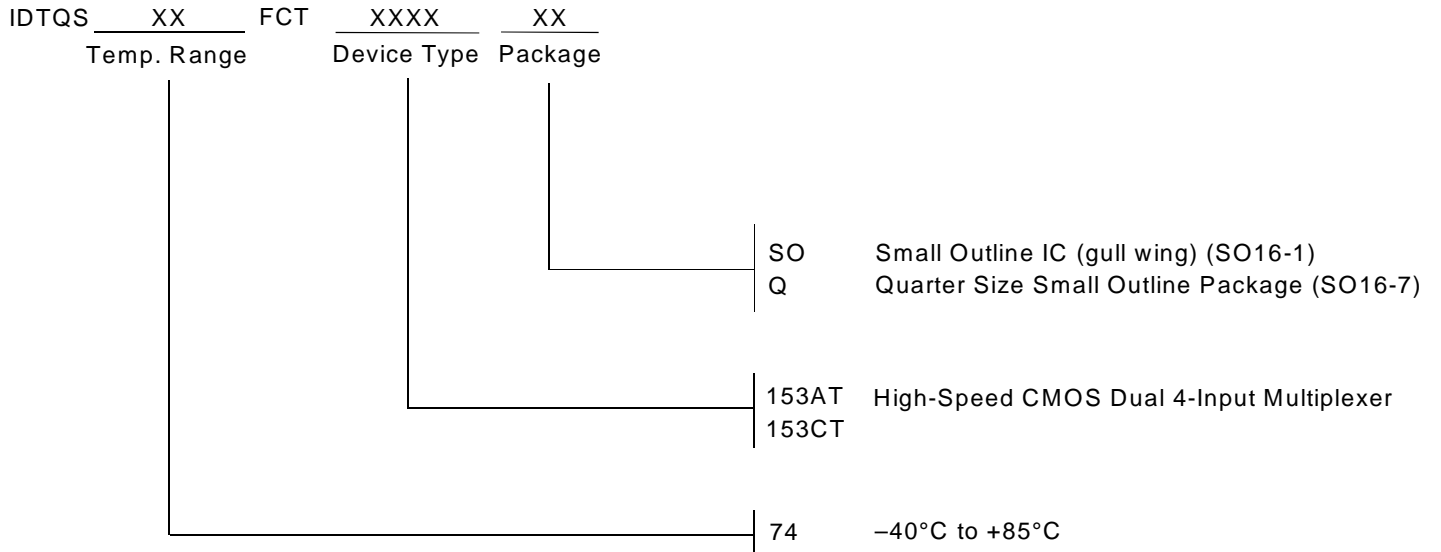 IDTQS XX FCT XXXX XX
Temp. Range Device Type Package
SO Small Outline IC (gull wing) (SO16-1)
Q Quarter Size Small Outline Package (SO16-7)
153AT High-Speed CMOS Dual 4-Input Multiplexer
153CT
74 –40°C to +85°C